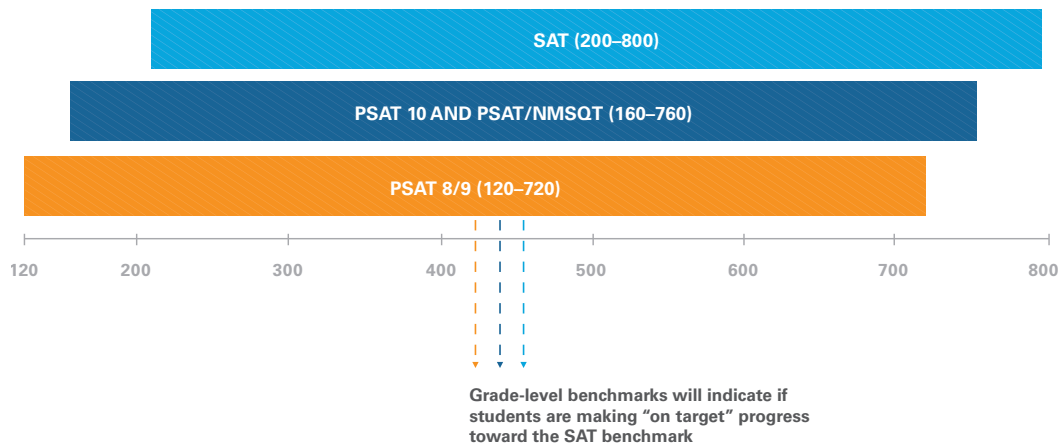 SAT (200–800)
PSAT 10 AND PSAT/NMSQT (160–760)
PSAT 8/9 (120–720)
120 200 300 400 500 600 700 800
Grade-level benchmarks will indicate if
students are making “on target” progress
toward the SAT benchmark